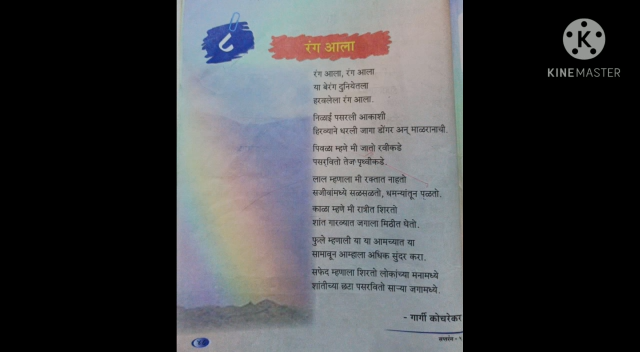 ८
रंग आला
रंग आला, रंग आला
या बेरंग दुनियेतला
हरवलेला रंग आला.
निळाई पसरली आकाशी
हिरव्याने धरली जागा डोंगर अन् माळरानाची.
पिवळा म्हणे मी जातो रवीकडे
पसरवितो तेज पृथ्वीकडे.
लाल म्हणाला मी रक्तात नाहतो
सजीवांमध्ये सळसळतो, धमन्यांतून पळतो.
काळा म्हणे मी रात्रीत शिरतो
शांत गारव्यात जगाला मिठीत घेतो.
फुले म्हणाली या या आमच्यात या
सामावून आम्हाला अधिक सुंदर करा.
सफेद म्हणाला शिरतो लोकांच्या मनामध्ये
शांतीच्या छटा पसरवितो साऱ्या जगामध्ये.
- गार्गी कोचरेकर
KINEMASTER